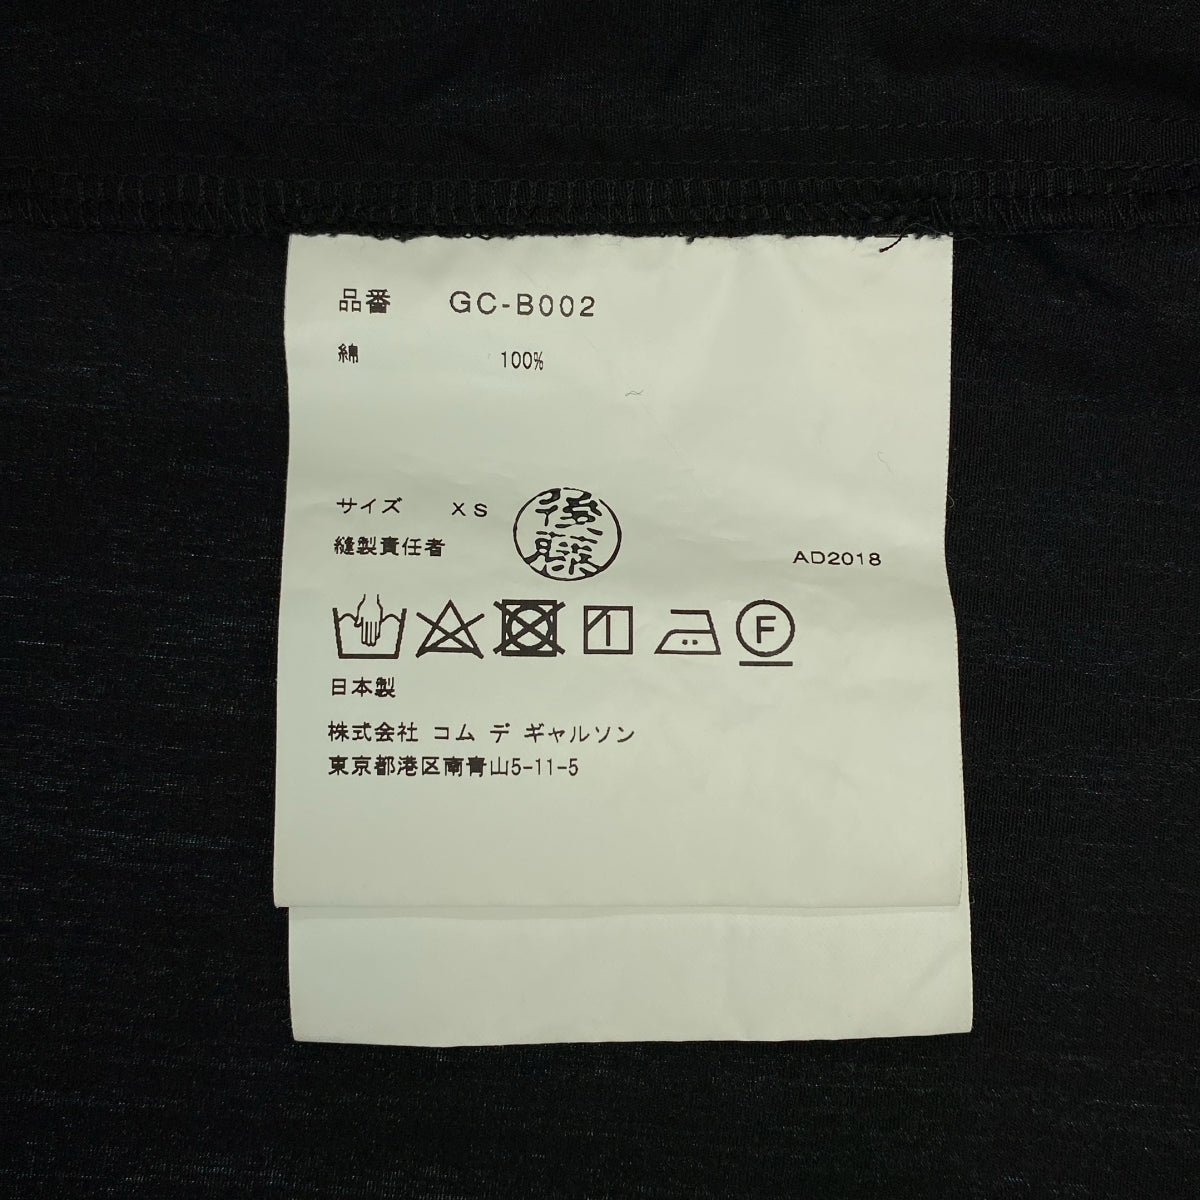 品番 GC-B002
綿 100%
サイズ XS
縫製責任者
後藤
AD2018
F
日本製
株式会社 コム デ ギャルソン
東京都港区南青山5-11-5